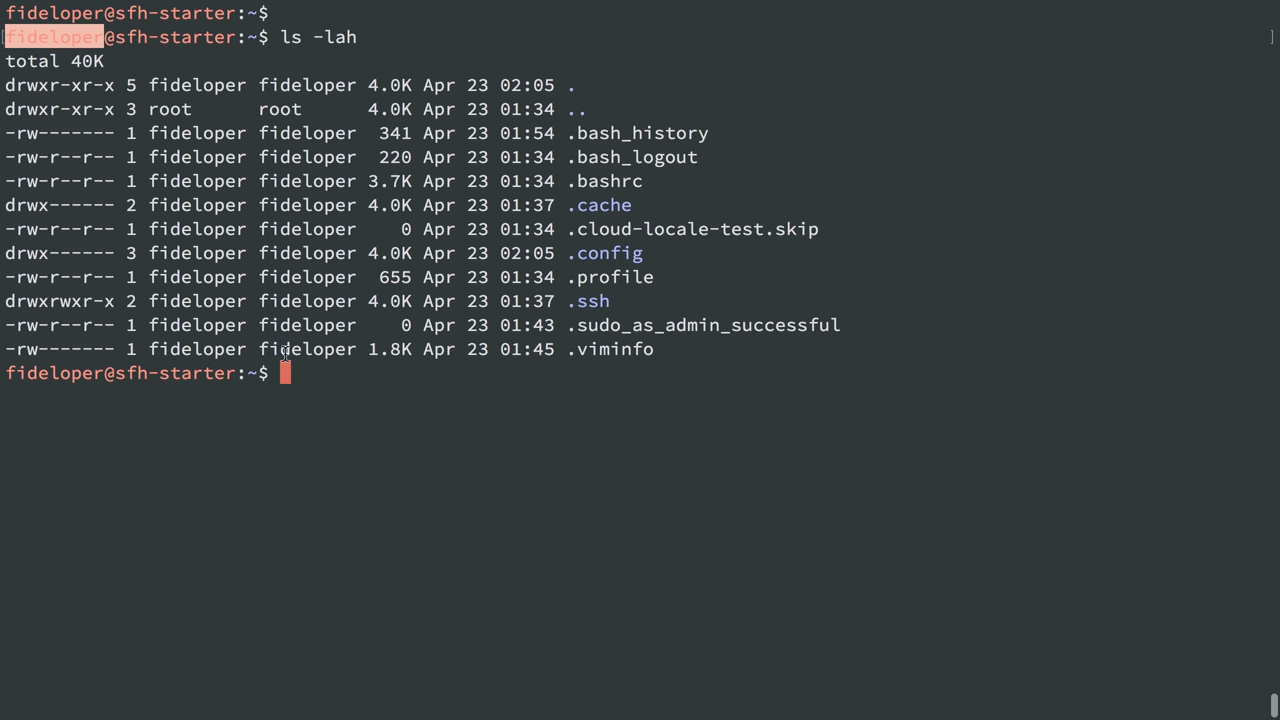 fideloper@sfh-starter:~$
fideloper@sfh-starter:~$ ls -lah
total 40K
drwxr-xr-x 5 fideloper fideloper 4.0K Apr 23 02:05 .
drwxr-xr-x 3 root      root      4.0K Apr 23 01:34 ..
-rw------- 1 fideloper fideloper  341 Apr 23 01:54 .bash_history
-rw-r--r-- 1 fideloper fideloper  220 Apr 23 01:34 .bash_logout
-rw-r--r-- 1 fideloper fideloper 3.7K Apr 23 01:34 .bashrc
drwx------ 2 fideloper fideloper 4.0K Apr 23 01:37 .cache
-rw-r--r-- 1 fideloper fideloper    0 Apr 23 01:34 .cloud-locale-test.skip
drwx------ 3 fideloper fideloper 4.0K Apr 23 02:05 .config
-rw-r--r-- 1 fideloper fideloper  655 Apr 23 01:34 .profile
drwxrwxr-x 2 fideloper fideloper 4.0K Apr 23 01:37 .ssh
-rw-r--r-- 1 fideloper fideloper    0 Apr 23 01:43 .sudo_as_admin_successful
-rw------- 1 fideloper fideloper 1.8K Apr 23 01:45 .viminfo
fideloper@sfh-starter:~$